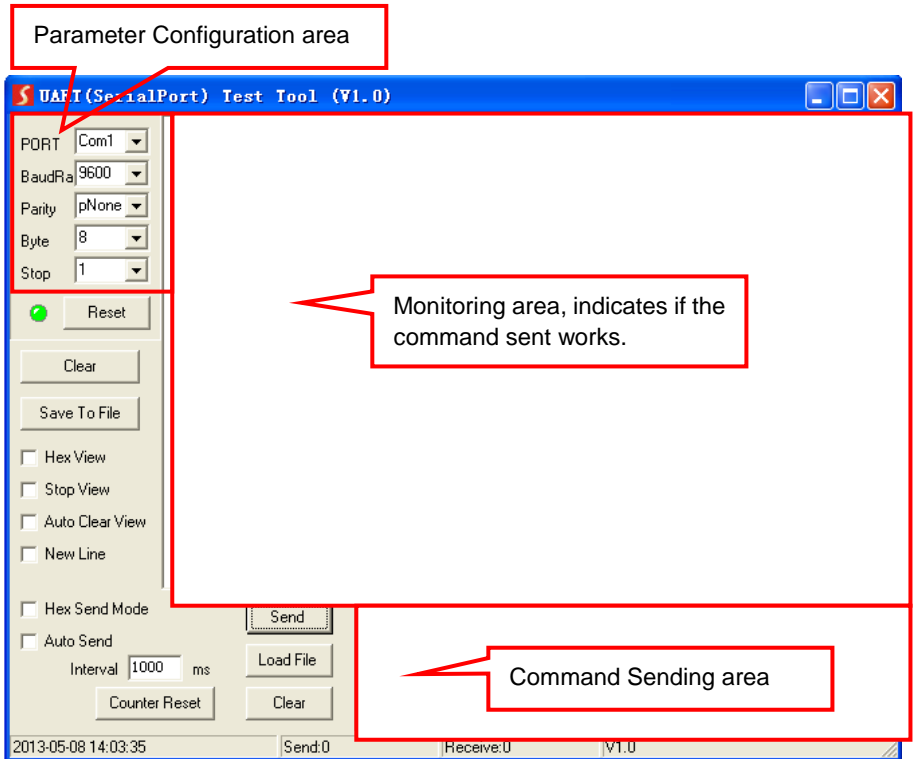 Parameter Configuration area
UART(SerialPort) Test Tool (V1.0)
PORT Com1
BaudRa 9600
Parity pNone
Byte 8
Stop 1
Reset
Monitoring area, indicates if the
command sent works.
Clear
Save To File
Hex View
Stop View
Auto Clear View
New Line
Hex Send Mode
Send
Auto Send
Interval 1000 ms
Load File
Command Sending area
Counter Reset
Clear
2013-05-08 14:03:35 Send:0 Receive:0 V1.0